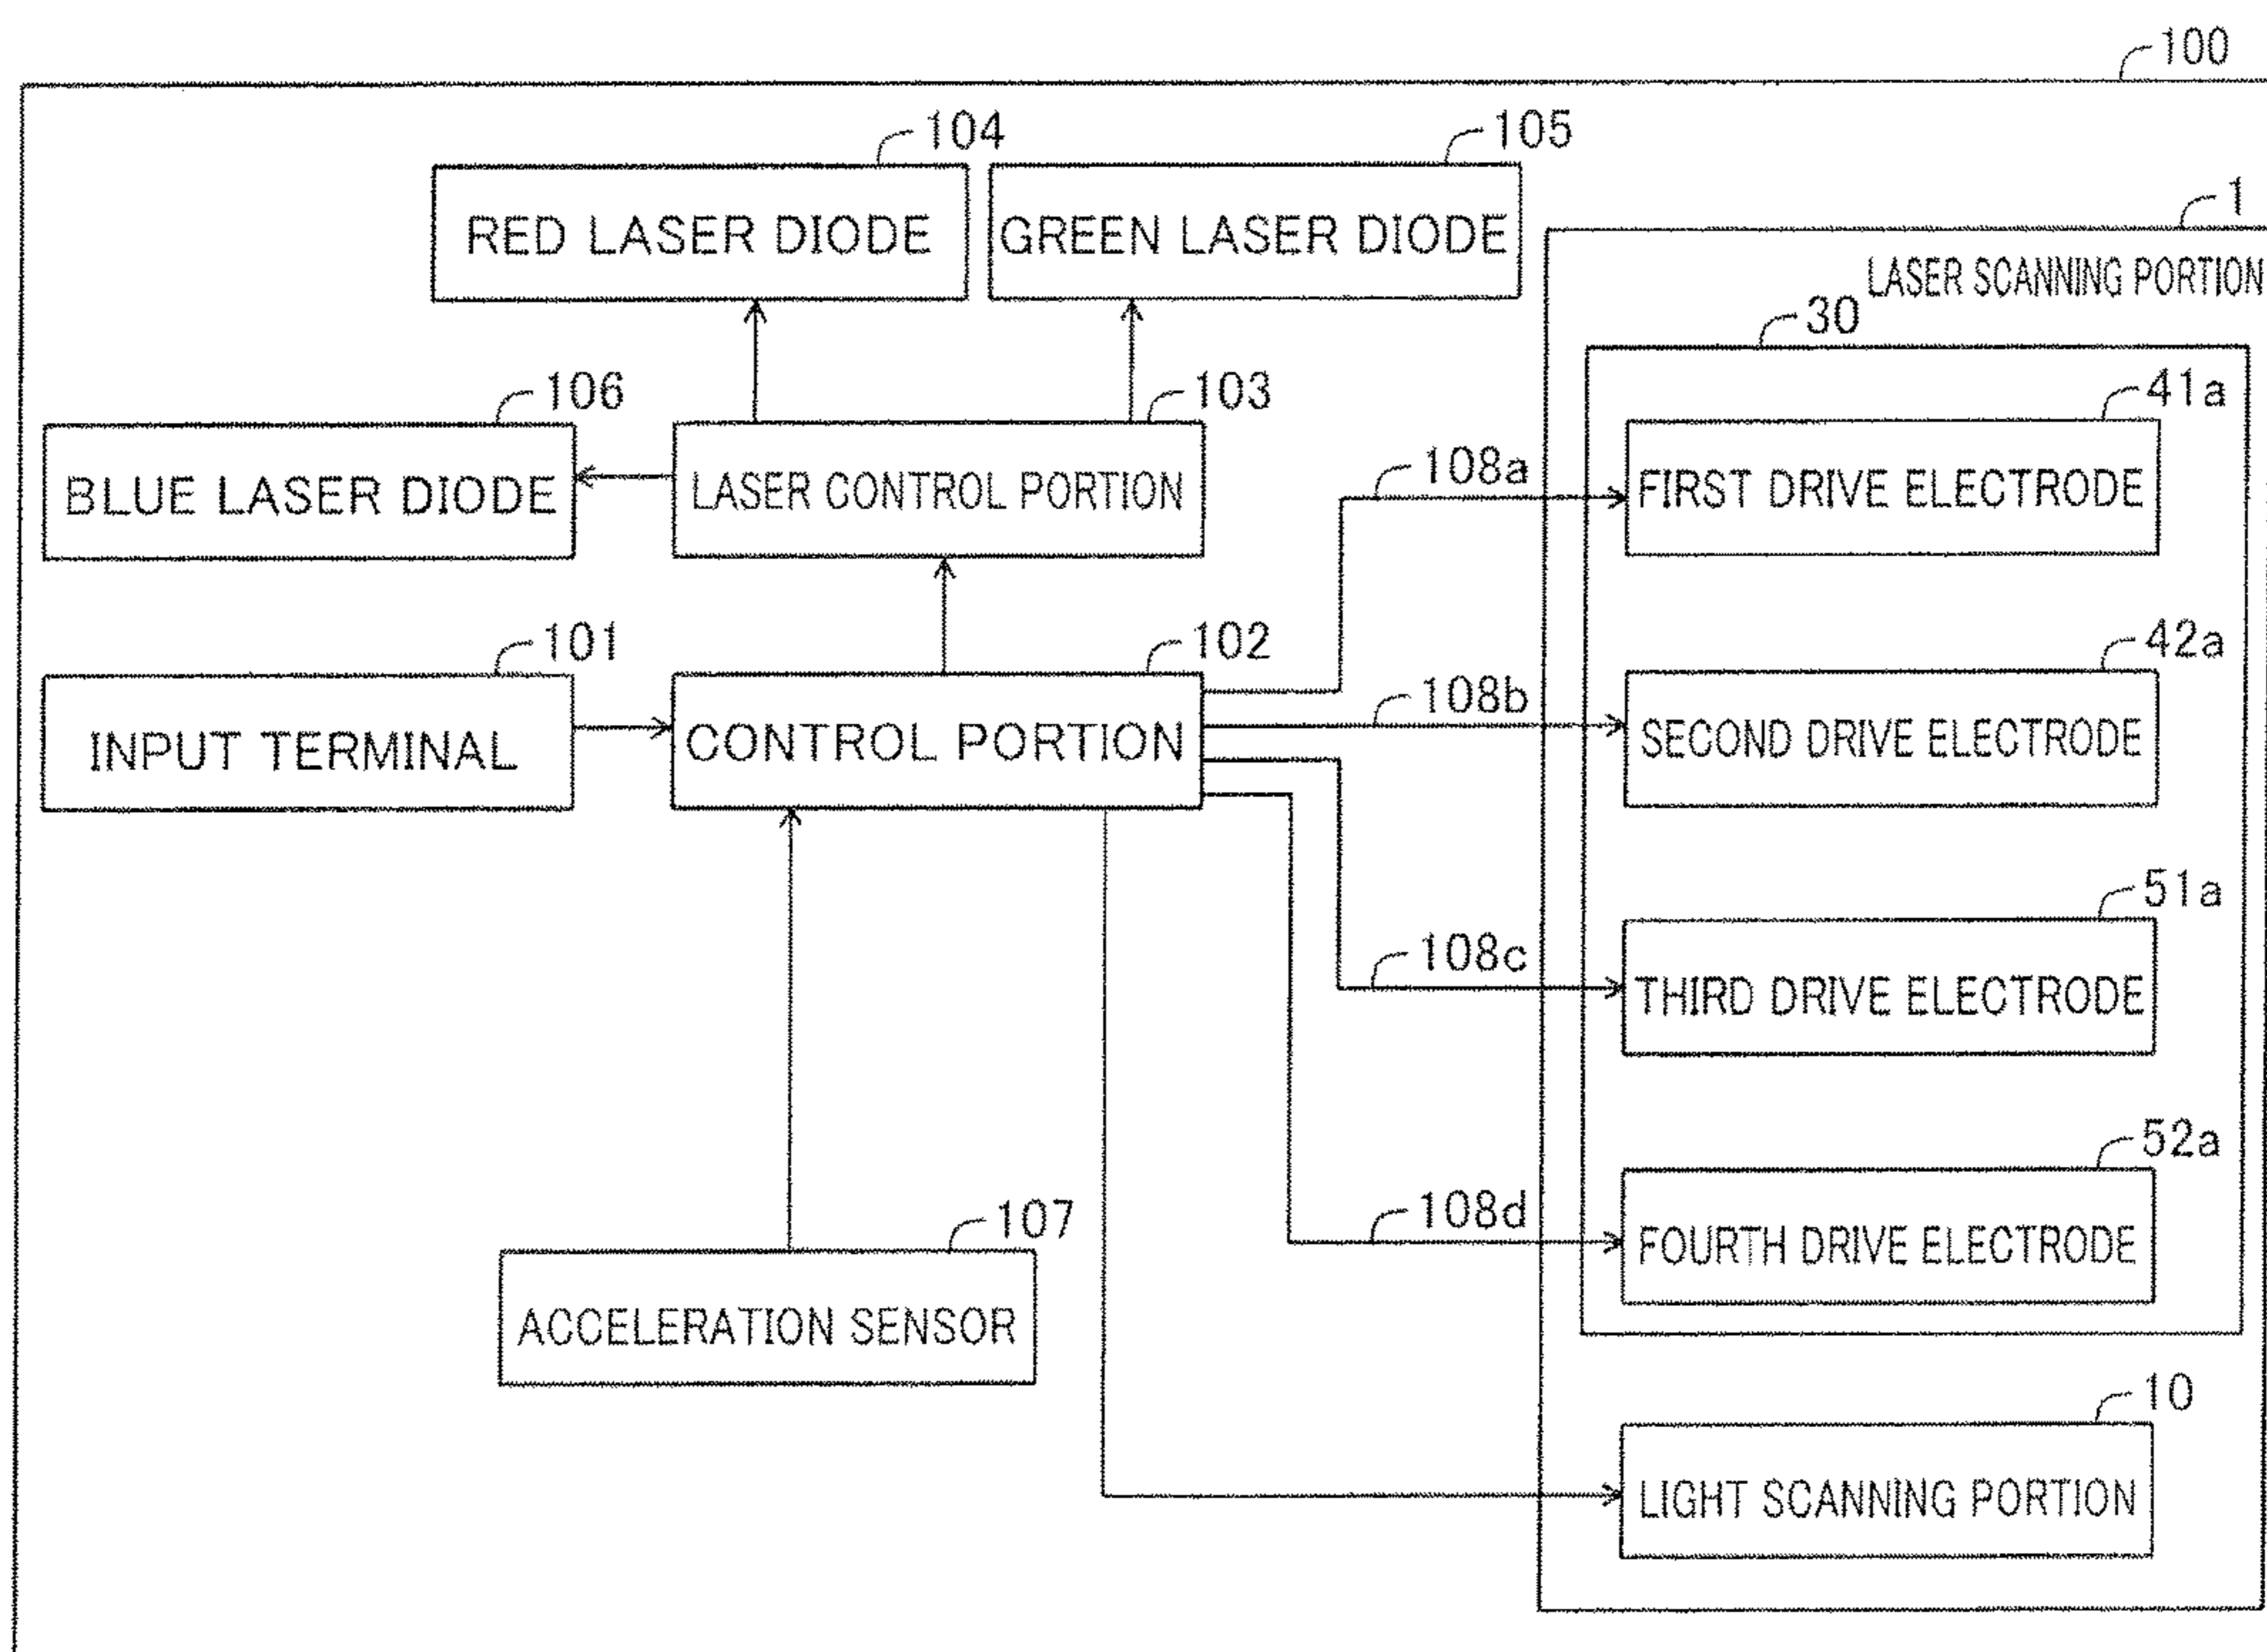 100
104
105
RED LASER DIODE
GREEN LASER DIODE
1
LASER SCANNING PORTION
30
106
103
41a
BLUE LASER DIODE
LASER CONTROL PORTION
108a
FIRST DRIVE ELECTRODE
101
102
42a
INPUT TERMINAL
CONTROL PORTION
108b
SECOND DRIVE ELECTRODE
51a
108c
THIRD DRIVE ELECTRODE
52a
107
108d
FOURTH DRIVE ELECTRODE
ACCELERATION SENSOR
10
LIGHT SCANNING PORTION